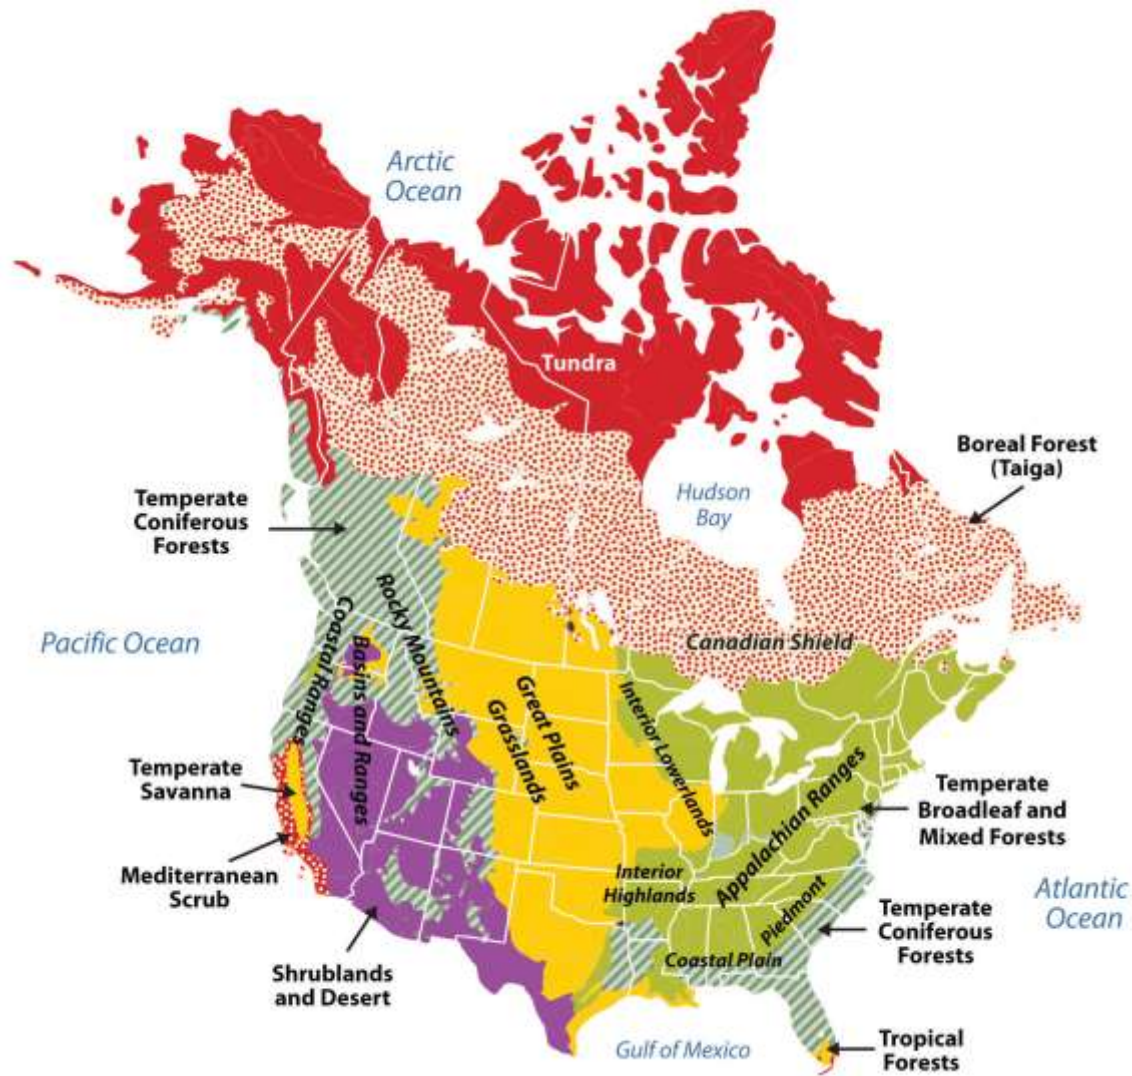 Arctic
Ocean
Tundra
Boreal Forest
(Taiga)
Hudson
Bay
Temperate
Coniferous
Forests
Rocky Mountains
Coastal Ranges
Pacific Ocean
Canadian Shield
Basins and Ranges
Great Plains
Grasslands
Interior Lowerlands
Temperate
Savanna
Appalachian Ranges
Temperate
Broadleaf and
Mixed Forests
Mediterranean
Scrub
Interior
Highlands
Piedmont
Atlantic
Ocean
Temperate
Coniferous
Forests
Coastal Plain
Shrublands
and Desert
Gulf of Mexico
Tropical
Forests